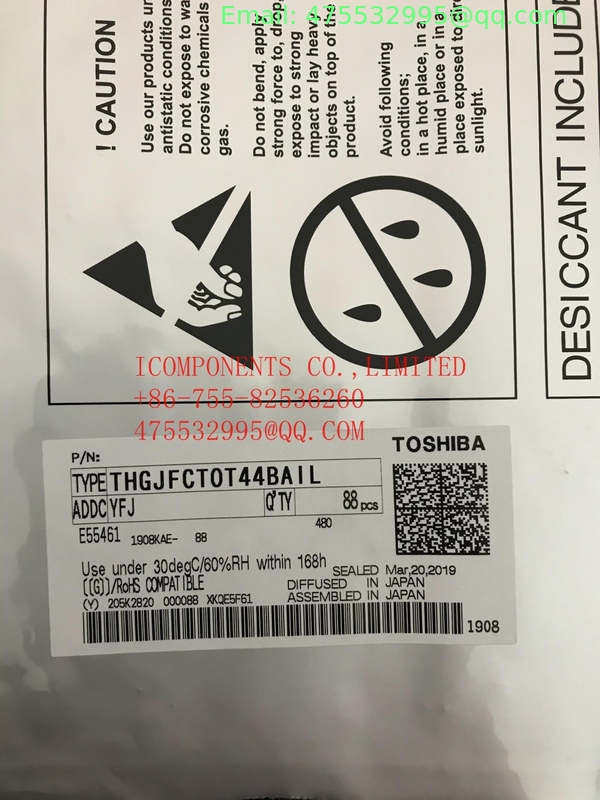 Email: 475532995@qq.com
! CAUTION
Use our products un
antistatic conditions
Do not expose to wa
corrosive chemicals
gas.
Do not bend, apply
strong force to, drop,
expose to strong
impact or lay heavy
objects on top of the
product.
Avoid following
conditions;
in a hot place, in a
humid place or in a
place exposed to dire
sunlight.
DESICCANT INCLUDE
ICOMPONENTS CO.,LIMITED
+86-755-82536260
475532995@QQ.COM
TOSHIBA
P/N:
TYPE THGJFCT0T44BAIL
ADDC YFJ Q'TY 88 pcs
E55461 1908KAE- 88 480
Use under 30degC/60%RH within 168h
SEALED Mar,20,2019
((G))/RoHS COMPATIBLE DIFFUSED IN JAPAN
(Y) 205K2820 000088 XKQE5F61 ASSEMBLED IN JAPAN
1908